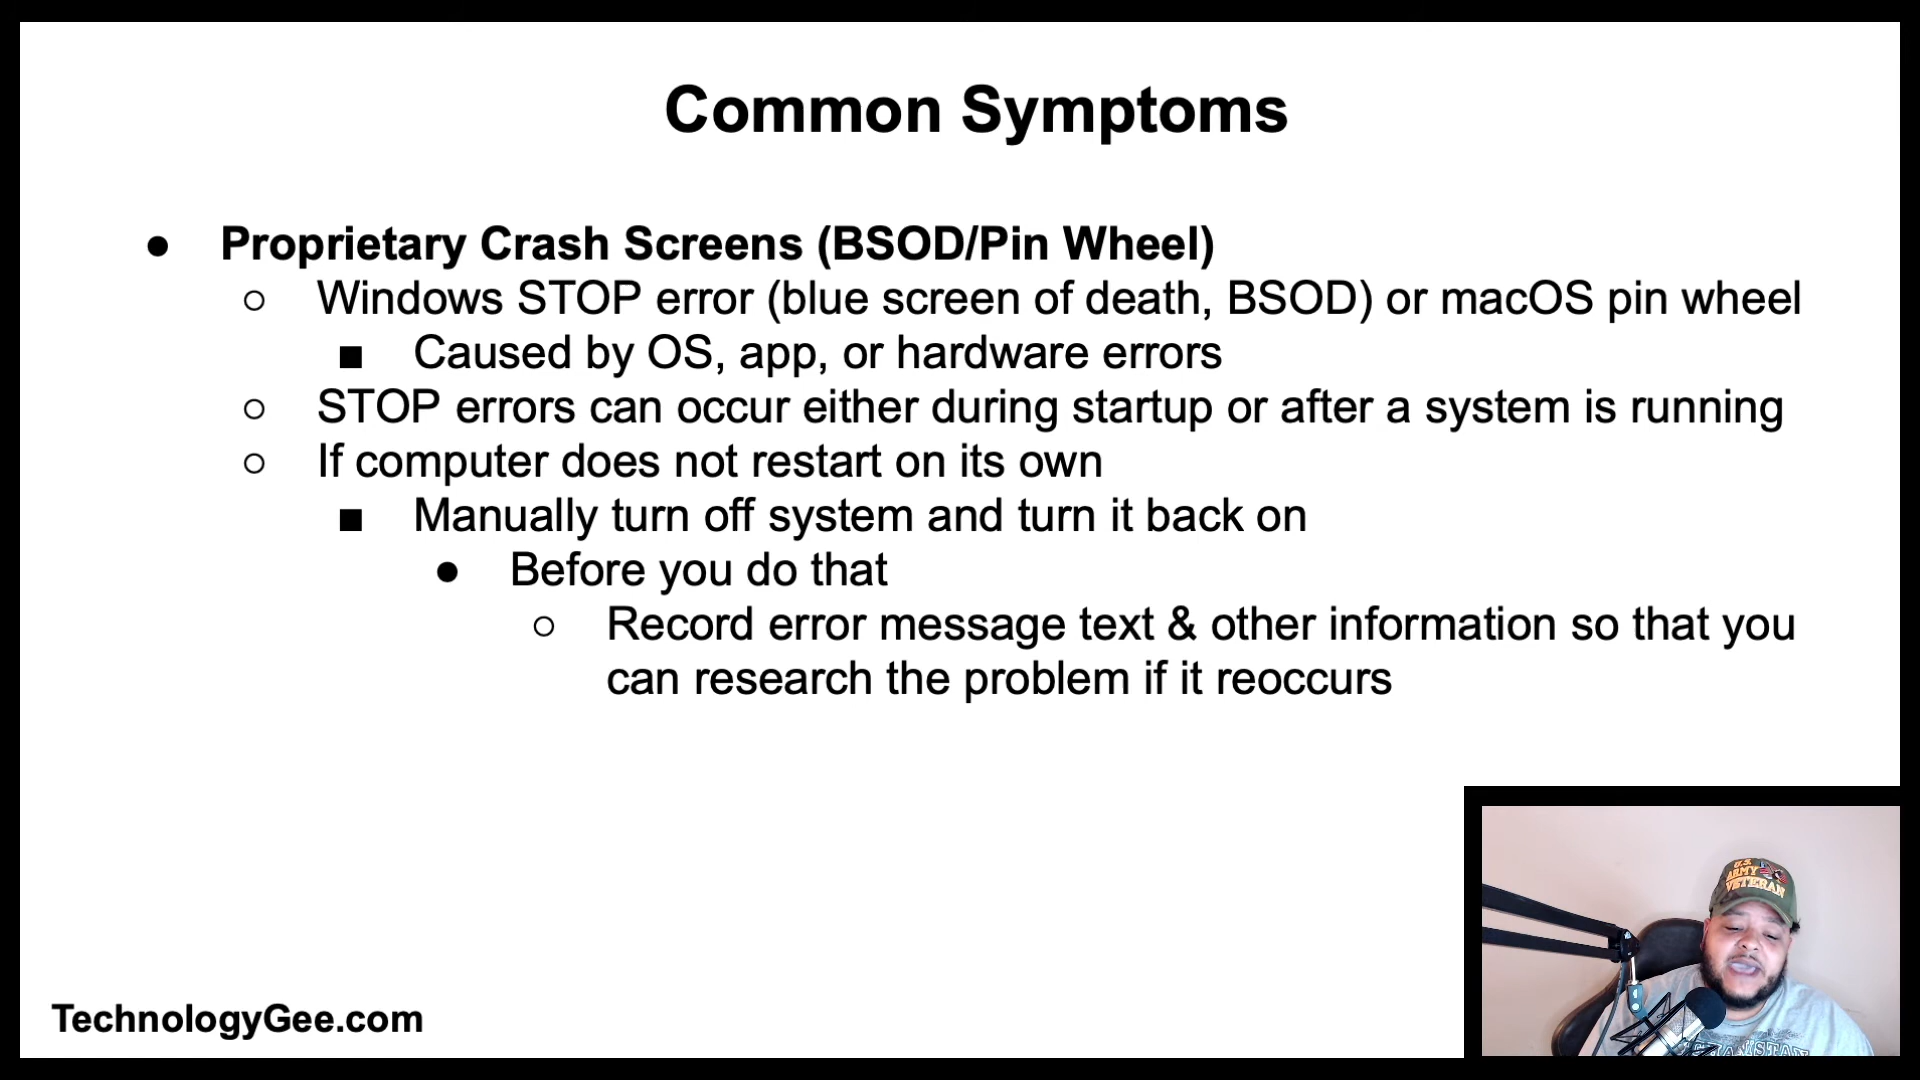 Common Symptoms
● Proprietary Crash Screens (BSOD/Pin Wheel)
○ Windows STOP error (blue screen of death, BSOD) or macOS pin wheel
■ Caused by OS, app, or hardware errors
○ STOP errors can occur either during startup or after a system is running
○ If computer does not restart on its own
■ Manually turn off system and turn it back on
● Before you do that
○ Record error message text & other information so that you
can research the problem if it reoccurs
U.S.
ARMY
VETERAN
TechnologyGee.com